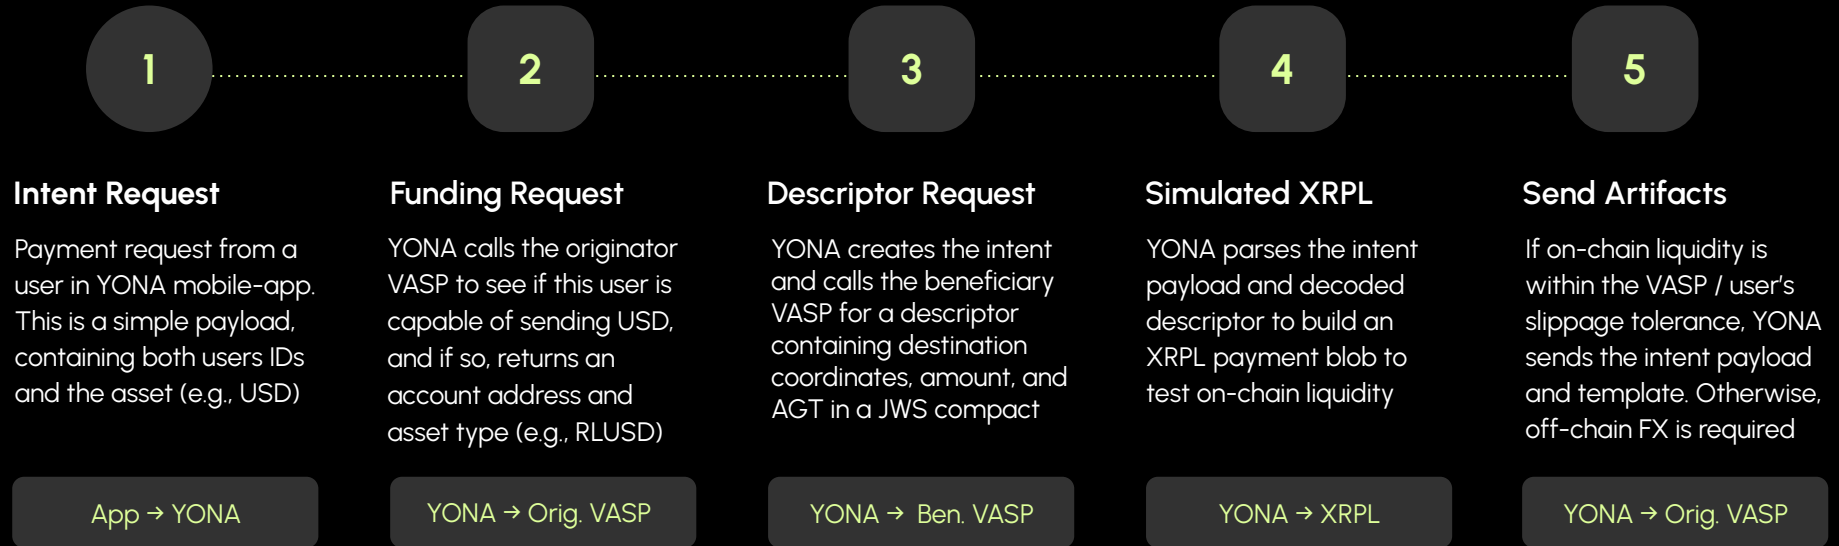 1
2
3
4
5
Intent Request
Payment request from a
user in YONA mobile-app.
This is a simple payload,
containing both users IDs
and the asset (e.g., USD)
App → YONA
Funding Request
YONA calls the originator
VASP to see if this user is
capable of sending USD,
and if so, returns an
account address and
asset type (e.g., RLUSD)
YONA → Orig. VASP
Descriptor Request
YONA creates the intent
and calls the beneficiary
VASP for a descriptor
containing destination
coordinates, amount, and
AGT in a JWS compact
YONA → Ben. VASP
Simulated XRPL
YONA parses the intent
payload and decoded
descriptor to build an
XRPL payment blob to
test on-chain liquidity
YONA → XRPL
Send Artifacts
If on-chain liquidity is
within the VASP / user's
slippage tolerance, YONA
sends the intent payload
and template. Otherwise,
off-chain FX is required
YONA → Orig. VASP